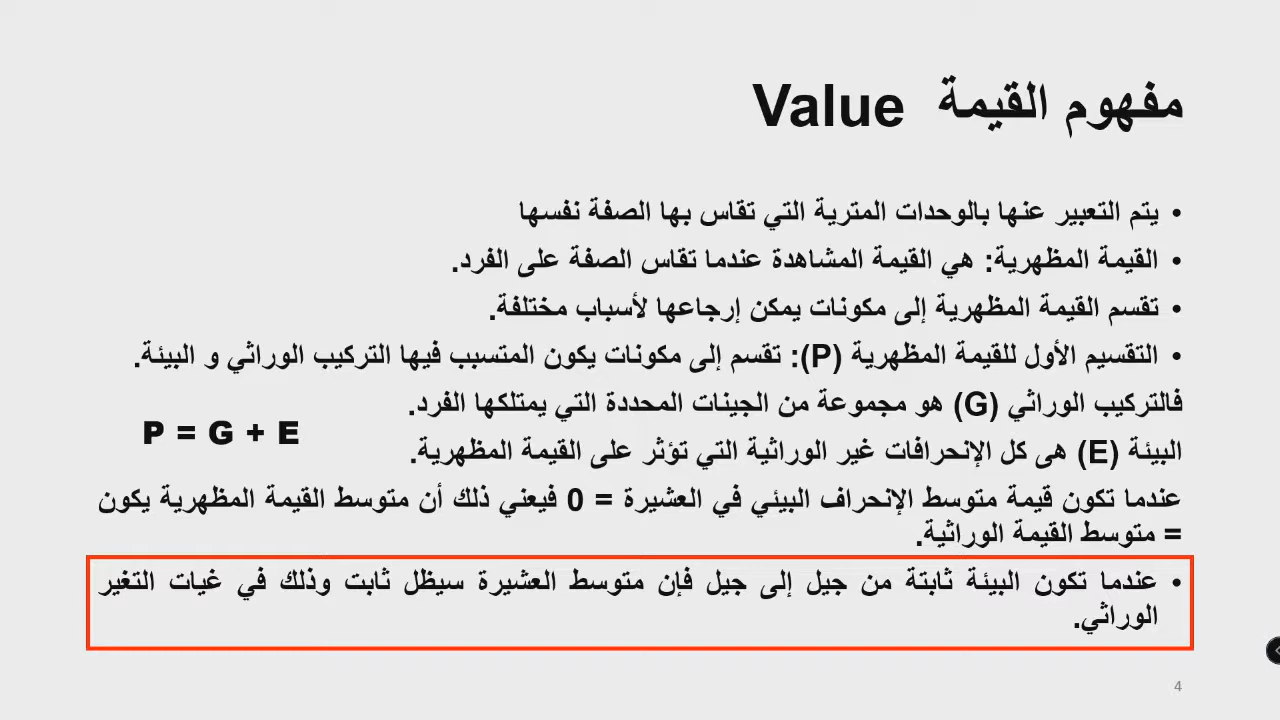 مفهوم القيمة Value
• يتم التعبير عنها بالوحدات المترية التي تقاس بها الصفة نفسها
• القيمة المظهرية: هي القيمة المشاهدة عندما تقاس الصفة على الفرد.
• تقسم القيمة المظهرية إلى مكونات يمكن إرجاعها لأسباب مختلفة.
• التقسيم الأول للقيمة المظهرية (P): تقسم إلى مكونات يكون المتسبب فيها التركيب الوراثي و البيئة.
فالتركيب الوراثي (G) هو مجموعة من الجينات المحددة التي يمتلكها الفرد.
P = G + E
البيئة (E) هى كل الإنحرافات غير الوراثية التي تؤثر على القيمة المظهرية.
عندما تكون قيمة متوسط الإنحراف البيئي في العشيرة = 0 فيعني ذلك أن متوسط القيمة المظهرية يكون
= متوسط القيمة الوراثية.
• عندما تكون البيئة ثابتة من جيل إلى جيل فإن متوسط العشيرة سيظل ثابت وذلك في غيات التغير
الوراثي.
4